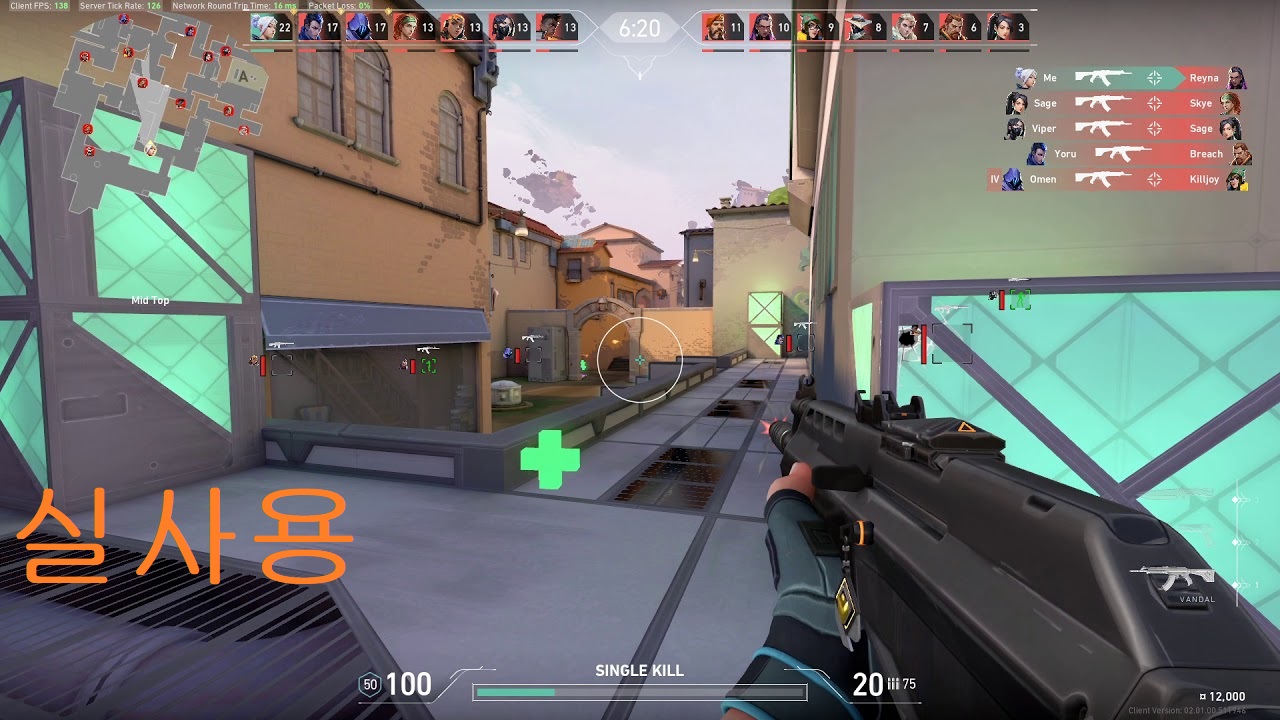 Client FPS: 138 Server Tick Rate: 126 Network Round Trip Time: 16 ms Packet Loss: 0%
22 17 17 13 13 13 13 6:20 11 10 9 8 7 6 3
A
Me Reyna
Sage Skye
Viper Sage
Yoru Breach
IV Omen Killjoy
Mid Top
실사용
VANDAL
SINGLE KILL
50 100 20 75
¤ 12,000